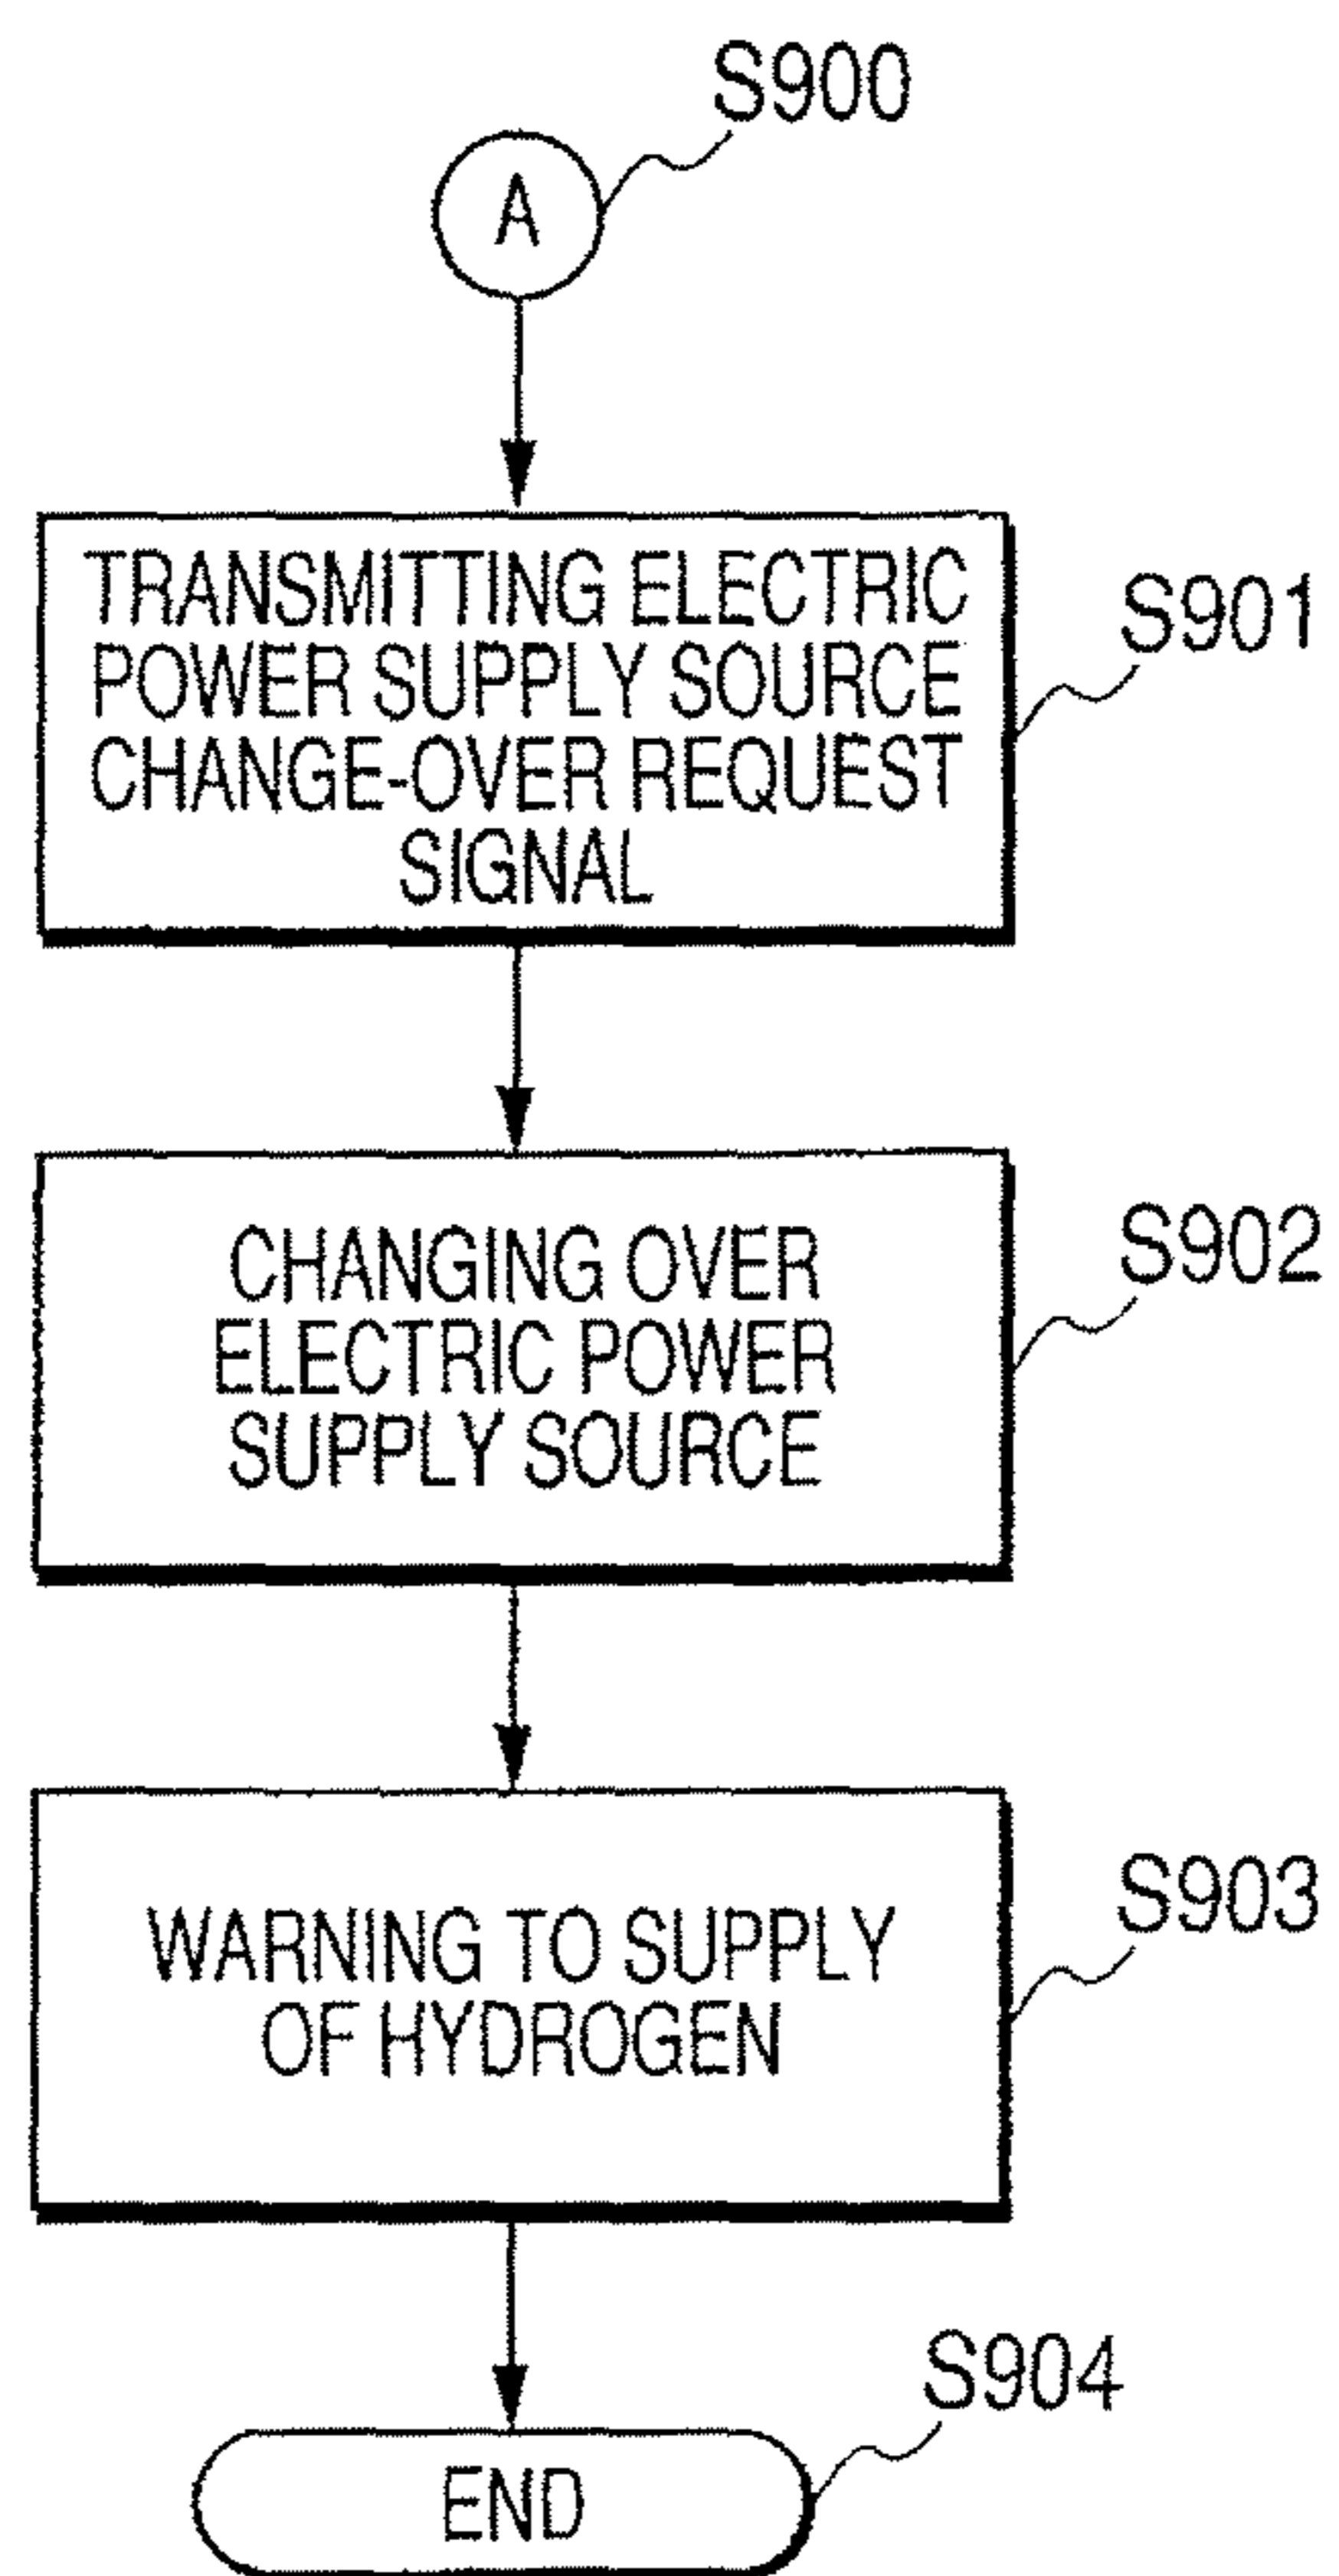 S900
A
TRANSMITTING ELECTRIC
POWER SUPPLY SOURCE
CHANGE-OVER REQUEST
SIGNAL
S901
CHANGING OVER
ELECTRIC POWER
SUPPLY SOURCE
S902
WARNING TO SUPPLY
OF HYDROGEN
S903
END
S904